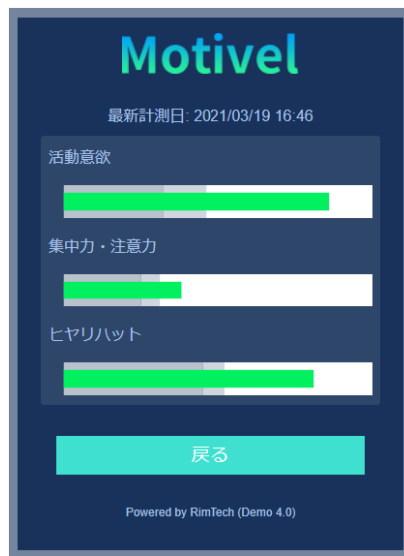 Motivel
最新計測日: 2021/03/19 16:46
活動意欲
集中力・注意力
ヒヤリハット
戻る
Powered by RimTech (Demo 4.0)